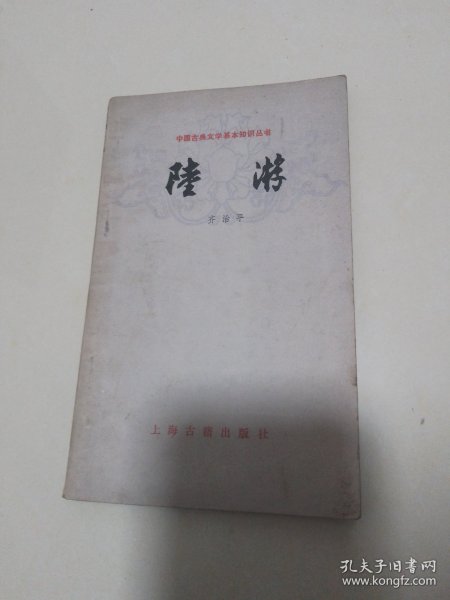 中国古典文学基本知识丛书
陸游
齐治平
上海古籍出版社
孔夫子旧书网
www.kongfz.com